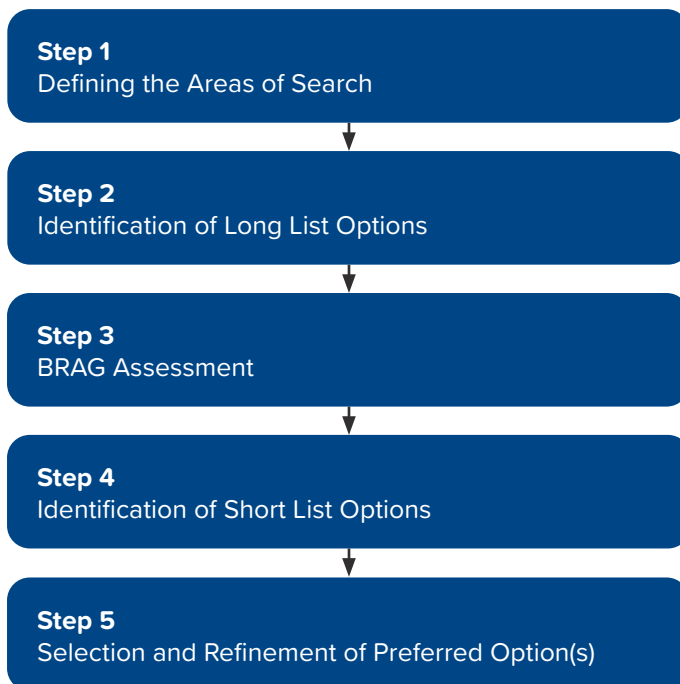 Step 1
Defining the Areas of Search
Step 2
Identification of Long List Options
Step 3
BRAG Assessment
Step 4
Identification of Short List Options
Step 5
Selection and Refinement of Preferred Option(s)